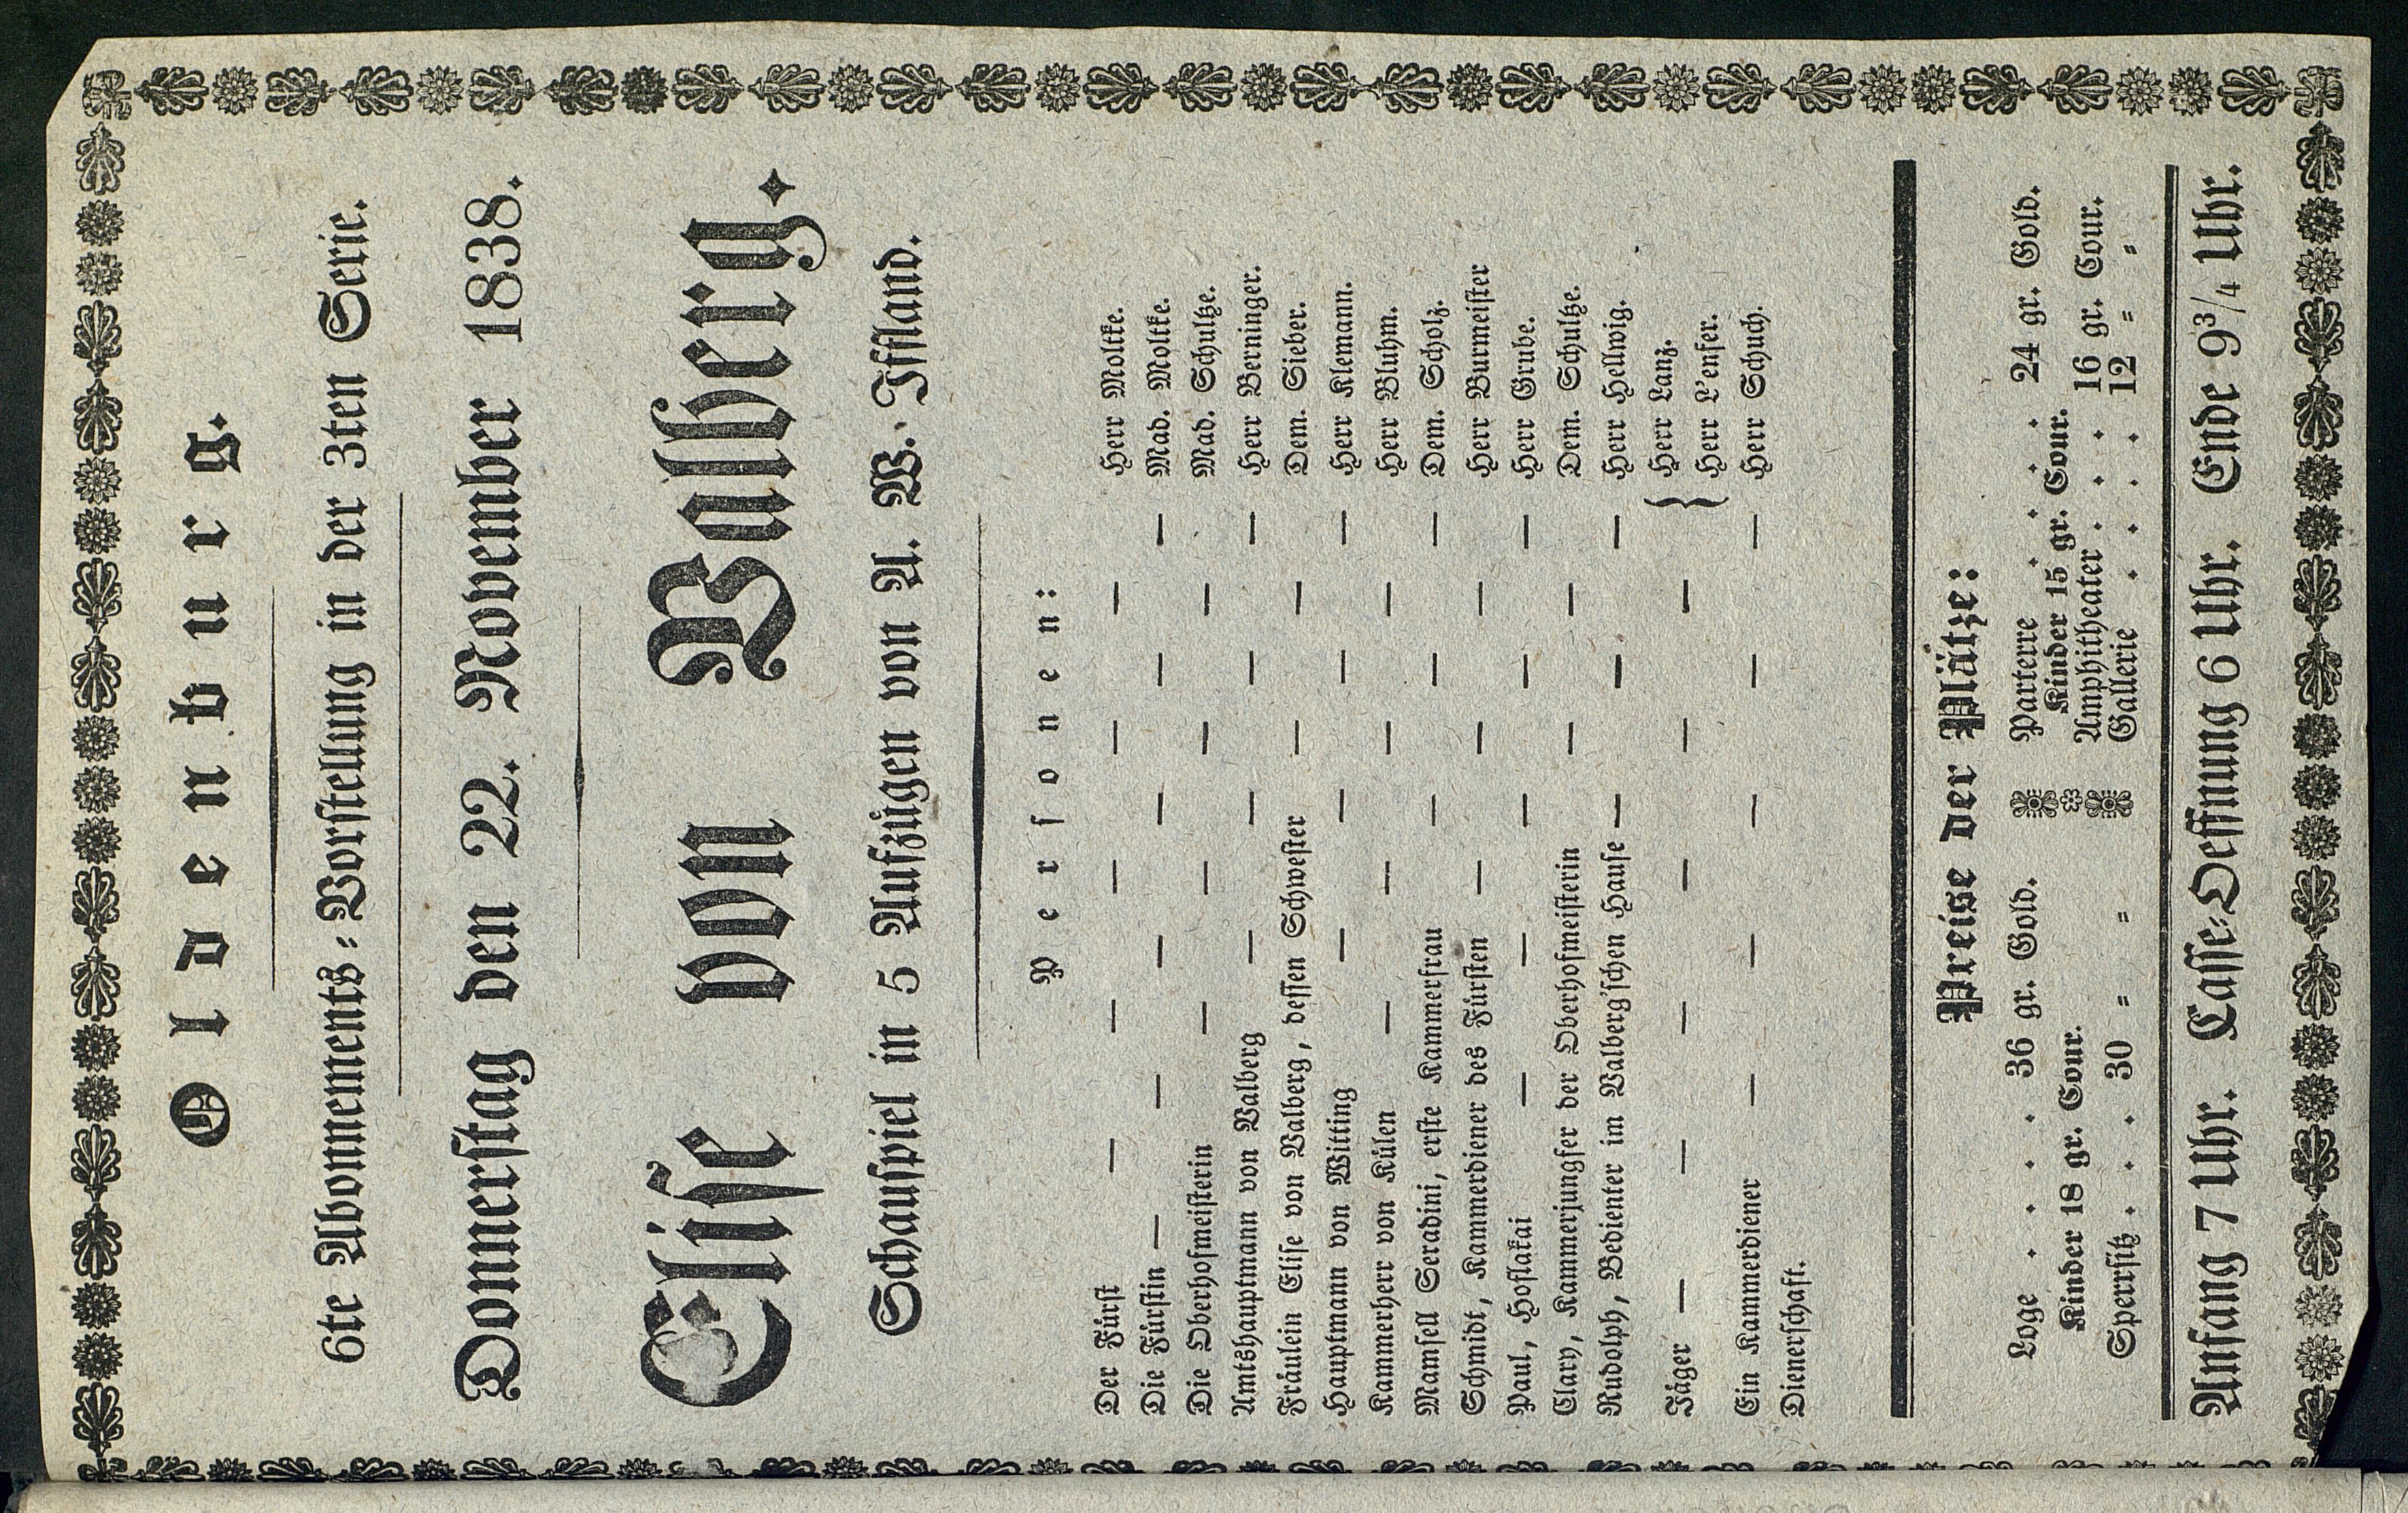 Oldenburg.
6te Abonnements-Vorstellung in der 3ten Serie.
Donnerstag den 22. November 1838.
Elise von Valberg.
Schauspiel in 5 Aufzügen von A. W. Iffland.
Personen:
Der Fürst — — — — — Herr Moltke.
Die Fürstin — — — — — — Mad. Moltke.
Die Oberhofmeisterin — — — — Mad. Schultze.
Amtshauptmann von Valberg — — — — Herr Berninger.
Fräulein Elise von Valberg, dessen Schwester — — Dem. Sieber.
Hauptmann von Witting — — — — Herr Klemann.
Kammerherr von Külen — — — — Herr Bluhm.
Mamsell Seradini, erste Kammerfrau — — — Dem. Scholz.
Schmidt, Kammerdiener des Fürsten — — — Herr Burmeister
Paul, Hoflakai — — — — — Herr Grube.
Clary, Kammerjungfer der Oberhofmeisterin — — Dem. Schultze.
Rudolph, Bedienter im Valberg'schen Hause — — — Herr Hellwig.
Jäger — — — — — — } Herr Lanz.
Herr L'enser.
Ein Kammerdiener — — — — — Herr Schuch.
Dienerschaft.
Preise der Plätze:
Loge . . . . 36 gr. Gold.
Kinder 18 gr. Cour.
Sperrsitz . . . 30 = =
Parterre . . . . 24 gr. Gold.
Kinder 15 gr. Cour.
Amphitheater . . . 16 gr. Cour.
Gallerie . . . . 12 = =
Anfang 7 Uhr. Casse-Oeffnung 6 Uhr. Ende 9 3/4 Uhr.